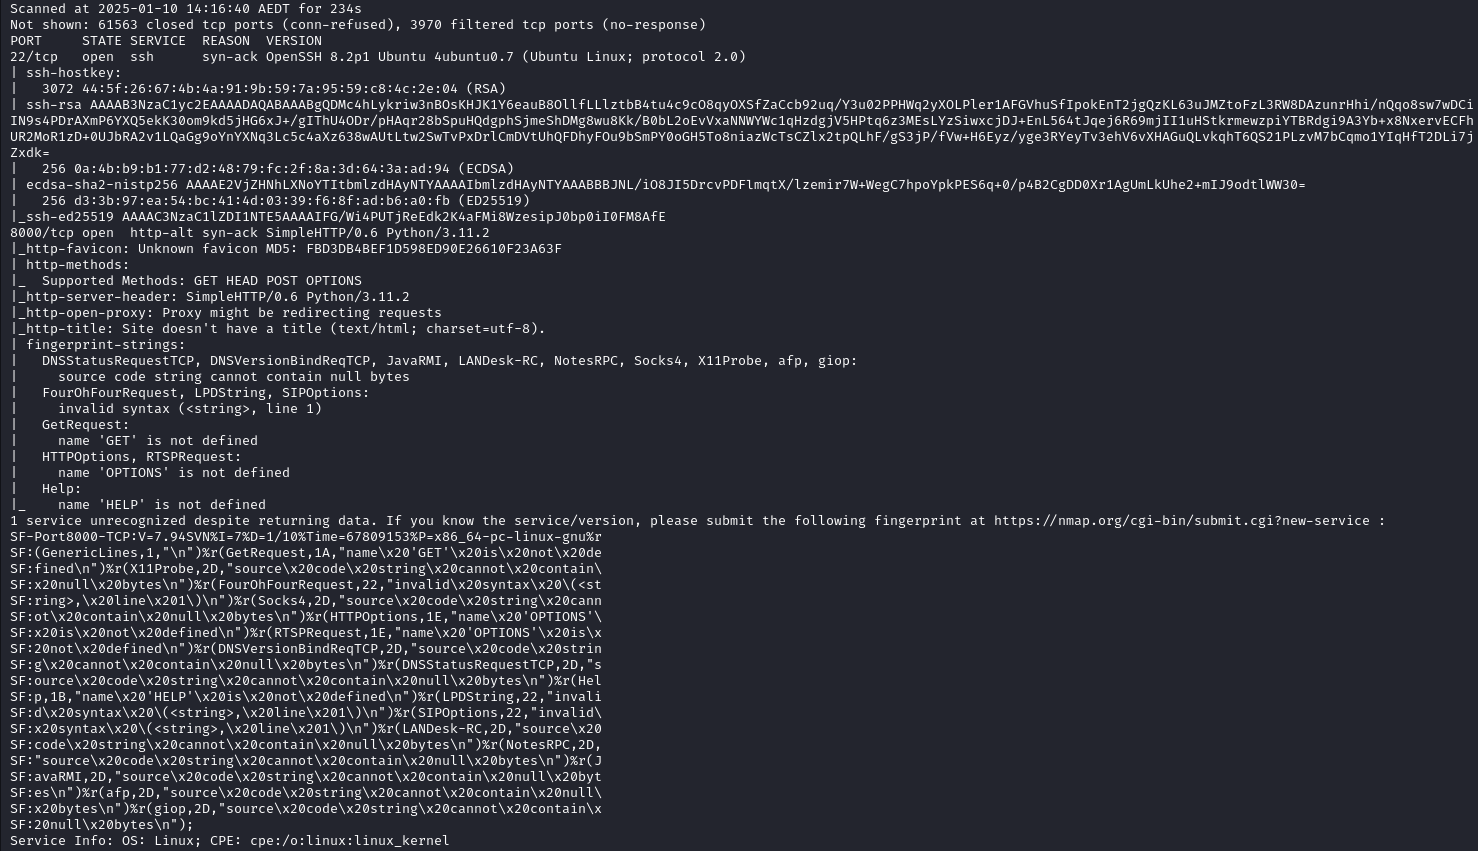 Scanned at 2025-01-10 14:16:40 AEDT for 234s
Not shown: 61563 closed tcp ports (conn-refused), 3970 filtered tcp ports (no-response)
PORT     STATE SERVICE  REASON  VERSION
22/tcp   open  ssh      syn-ack OpenSSH 8.2p1 Ubuntu 4ubuntu0.7 (Ubuntu Linux; protocol 2.0)
| ssh-hostkey:
|   3072 44:5f:26:67:4b:4a:91:9b:59:7a:95:59:c8:4c:2e:04 (RSA)
| ssh-rsa AAAAB3NzaC1yc2EAAAADAQABAAABgQDMc4hLykriw3nBOsKHJK1Y6eauB8OllfLLlztbB4tu4c9cO8qyOXSfZaCcb92uq/Y3u02PPHWq2yXOLPler1AFGVhuSfIpokEnT2jgQzKL63uJMZtoFzL3RW8DAzunrHhi/nQqo8sw7wDCi
IN9s4PDrAXmP6YXQ5ekK30om9kd5jHG6xJ+/gIThU4ODr/pHAqr28bSpuHQdgphSjmeShDMg8wu8Kk/B0bL2oEvVxaNNWYWc1qHzdgjV5HPtq6z3MEsLYzSiwxcjDJ+EnL564tJqej6R69mjII1uHStkrmewzpiYTBRdgi9A3Yb+x8NxervECFh
UR2MoR1zD+0UJbRA2v1LQaGg9oYnYXNq3Lc5c4aXz638wAUtLtw2SwTvPxDrlCmDVtUhQFDhyFOu9bSmPY0oGH5To8niazWcTsCZlx2tpQLhF/gS3jP/fVw+H6Eyz/yge3RYeyTv3ehV6vXHAGuQLvkqhT6QS21PLzvM7bCqmo1YIqHfT2DLi7j
Zxdk=
|   256 0a:4b:b9:b1:77:d2:48:79:fc:2f:8a:3d:64:3a:ad:94 (ECDSA)
| ecdsa-sha2-nistp256 AAAAE2VjZHNhLXNoYTItbmlzdHAyNTYAAAAIbmlzdHAyNTYAAABBBJNL/iO8JI5DrcvPDFlmqtX/lzemir7W+WegC7hpoYpkPES6q+0/p4B2CgDD0Xr1AgUmLkUhe2+mIJ9odtlWW30=
|   256 d3:3b:97:ea:54:bc:41:4d:03:39:f6:8f:ad:b6:a0:fb (ED25519)
|_ssh-ed25519 AAAAC3NzaC1lZDI1NTE5AAAAIFG/Wi4PUTjReEdk2K4aFMi8WzesipJ0bp0iI0FM8AfE
8000/tcp open  http-alt syn-ack SimpleHTTP/0.6 Python/3.11.2
|_http-favicon: Unknown favicon MD5: FBD3DB4BEF1D598ED90E26610F23A63F
| http-methods:
|_  Supported Methods: GET HEAD POST OPTIONS
|_http-server-header: SimpleHTTP/0.6 Python/3.11.2
|_http-open-proxy: Proxy might be redirecting requests
|_http-title: Site doesn't have a title (text/html; charset=utf-8).
| fingerprint-strings:
|   DNSStatusRequestTCP, DNSVersionBindReqTCP, JavaRMI, LANDesk-RC, NotesRPC, Socks4, X11Probe, afp, giop:
|     source code string cannot contain null bytes
|   FourOhFourRequest, LPDString, SIPOptions:
|     invalid syntax (<string>, line 1)
|   GetRequest:
|     name 'GET' is not defined
|   HTTPOptions, RTSPRequest:
|     name 'OPTIONS' is not defined
|   Help:
|_    name 'HELP' is not defined
1 service unrecognized despite returning data. If you know the service/version, please submit the following fingerprint at https://nmap.org/cgi-bin/submit.cgi?new-service :
SF-Port8000-TCP:V=7.94SVN%I=7%D=1/10%Time=67809153%P=x86_64-pc-linux-gnu%r
SF:(GenericLines,1,"\n")%r(GetRequest,1A,"name\x20'GET'\x20is\x20not\x20de
SF:fined\n")%r(X11Probe,2D,"source\x20code\x20string\x20cannot\x20contain\
SF:x20null\x20bytes\n")%r(FourOhFourRequest,22,"invalid\x20syntax\x20\(<st
SF:ring>,\x20line\x201\)\n")%r(Socks4,2D,"source\x20code\x20string\x20cann
SF:ot\x20contain\x20null\x20bytes\n")%r(HTTPOptions,1E,"name\x20'OPTIONS'\
SF:x20is\x20not\x20defined\n")%r(RTSPRequest,1E,"name\x20'OPTIONS'\x20is\x
SF:20not\x20defined\n")%r(DNSVersionBindReqTCP,2D,"source\x20code\x20strin
SF:g\x20cannot\x20contain\x20null\x20bytes\n")%r(DNSStatusRequestTCP,2D,"s
SF:ource\x20code\x20string\x20cannot\x20contain\x20null\x20bytes\n")%r(Hel
SF:p,1B,"name\x20'HELP'\x20is\x20not\x20defined\n")%r(LPDString,22,"invali
SF:d\x20syntax\x20\(<string>,\x20line\x201\)\n")%r(SIPOptions,22,"invalid\
SF:x20syntax\x20\(<string>,\x20line\x201\)\n")%r(LANDesk-RC,2D,"source\x20
SF:code\x20string\x20cannot\x20contain\x20null\x20bytes\n")%r(NotesRPC,2D,
SF:"source\x20code\x20string\x20cannot\x20contain\x20null\x20bytes\n")%r(J
SF:avaRMI,2D,"source\x20code\x20string\x20cannot\x20contain\x20null\x20byt
SF:es\n")%r(afp,2D,"source\x20code\x20string\x20cannot\x20contain\x20null\
SF:x20bytes\n")%r(giop,2D,"source\x20code\x20string\x20cannot\x20contain\x
SF:20null\x20bytes\n");
Service Info: OS: Linux; CPE: cpe:/o:linux:linux_kernel